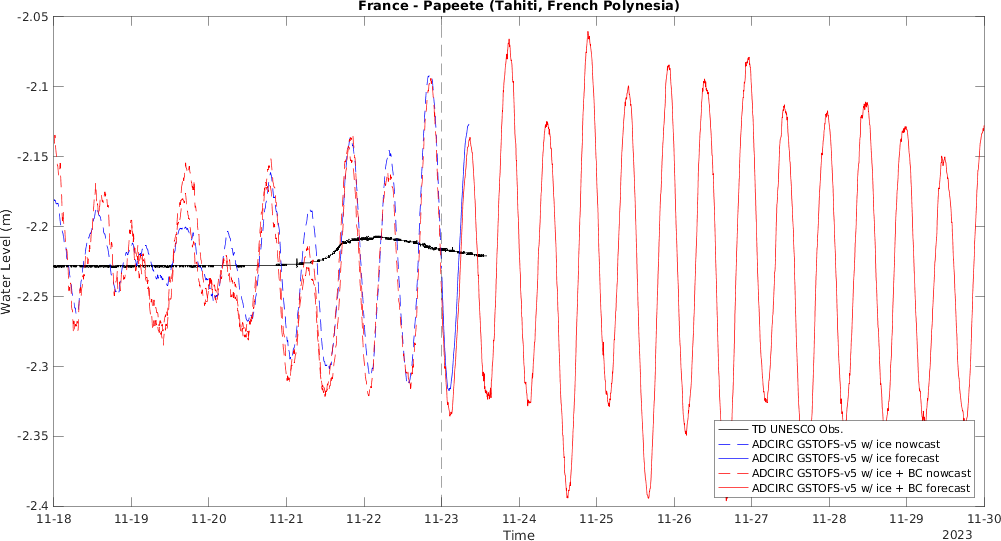 France - Papeete (Tahiti, French Polynesia)
-2.05
-2.1
-2.15
-2.2
-2.25
-2.3
-2.35
-2.4
Water Level (m)
TD UNESCO Obs.
ADCIRC GSTOFS-v5 w/ ice nowcast
ADCIRC GSTOFS-v5 w/ ice forecast
ADCIRC GSTOFS-v5 w/ ice + BC nowcast
ADCIRC GSTOFS-v5 w/ ice + BC forecast
11-18 11-19 11-20 11-21 11-22 11-23 11-24 11-25 11-26 11-27 11-28 11-29 11-30
Time
2023